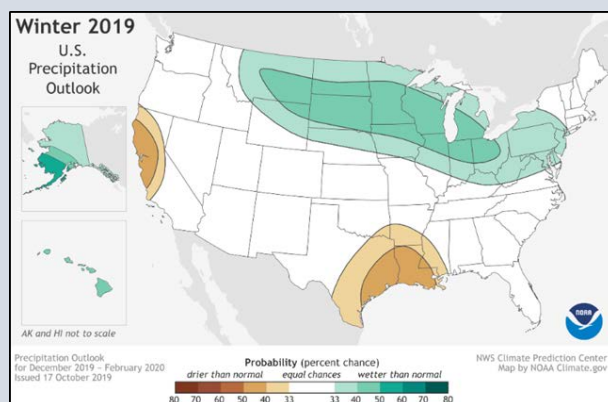 Winter 2019
U.S.
Precipitation
Outlook
AK and HI not to scale
NOAA
Precipitation Outlook
for December 2019 – February 2020
Issued 17 October 2019
Probability (percent chance)
drier than normal equal chances wetter than normal
80 70 60 50 40 33 33 40 50 60 70 80
NWS Climate Prediction Center
Map by NOAA Climate.gov